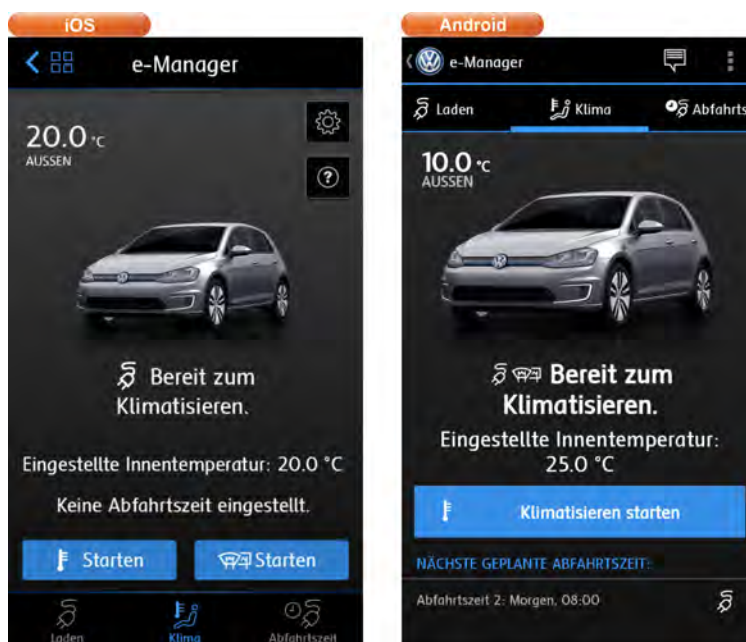 iOS
e-Manager
20.0 °C
AUSSEN
Bereit zum
Klimatisieren.
Eingestellte Innentemperatur: 20.0 °C
Keine Abfahrtszeit eingestellt.
Starten
Starten
Laden
Klima
Abfahrtszeit
Android
e-Manager
Laden
Klima
Abfahrts
10.0 °C
AUSSEN
Bereit zum
Klimatisieren.
Eingestellte Innentemperatur:
25.0 °C
Klimatisieren starten
NÄCHSTE GEPLANTE ABFAHRTSZEIT:
Abfahrtszeit 2: Morgen, 08:00